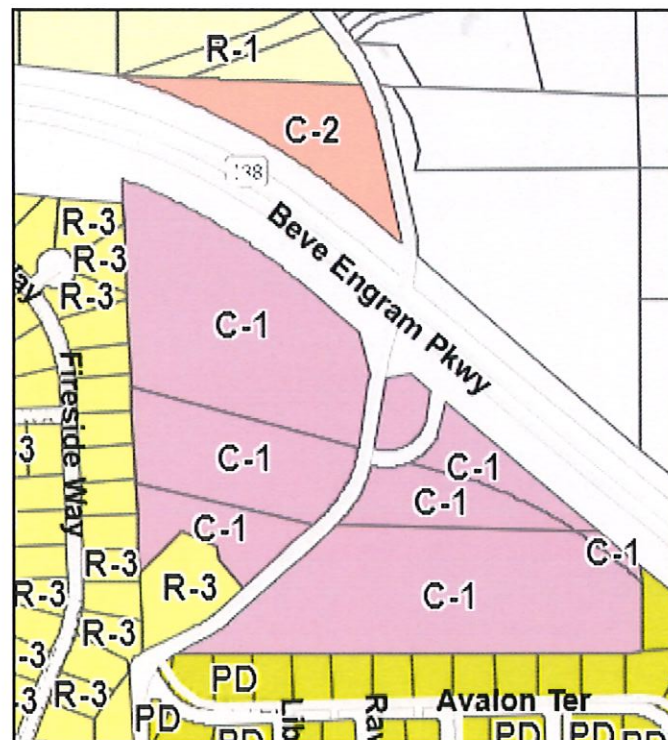 R-1
C-2
138
Beve Engram Pkwy
R-3
R-3
R-3
C-1
Fireside Way
-3
C-1
C-1
C-1
C-1
C-1
R-3
R-3
R-3
C-1
R-3
-3
R-3
-3
PD
Avalon Ter
PD
PD
PD
PD
PD